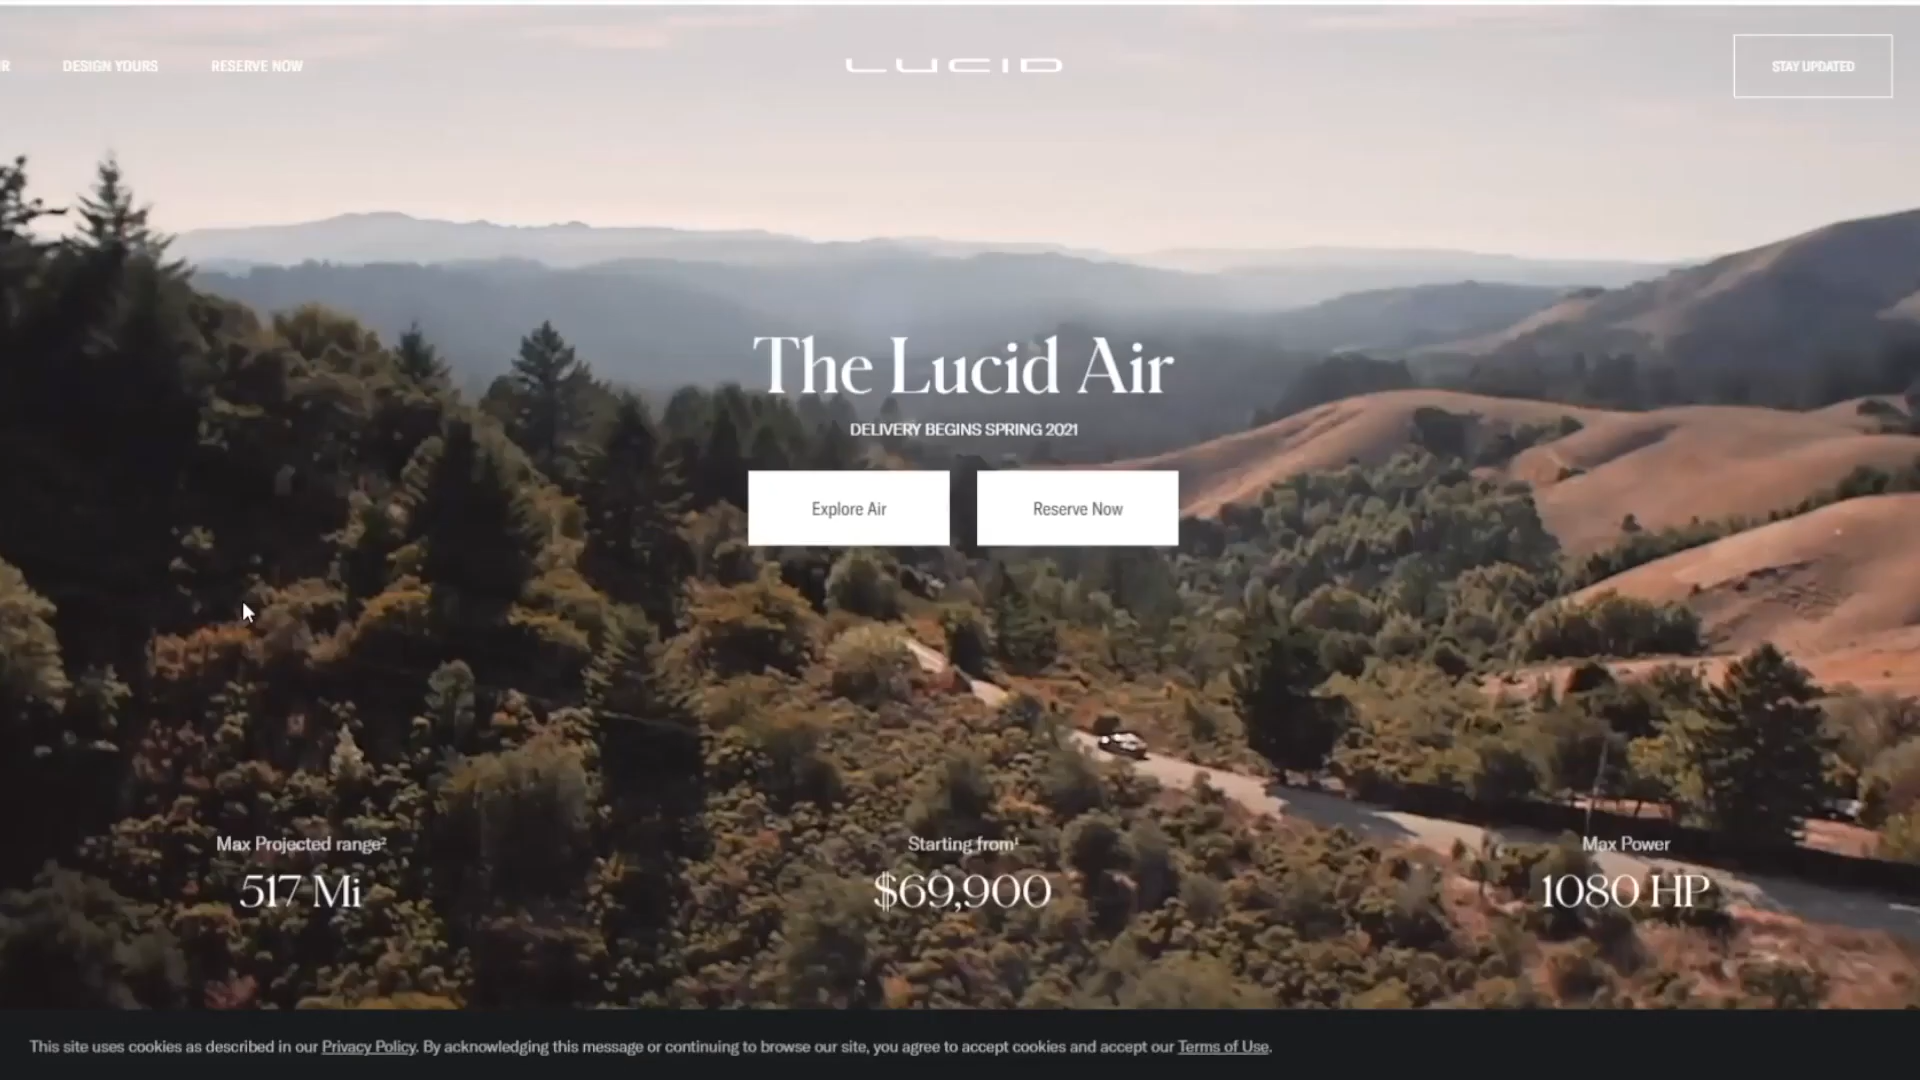 DESIGN YOURS
RESERVE NOW
LUCID
STAY UPDATED
The Lucid Air
DELIVERY BEGINS SPRING 2021
Explore Air
Reserve Now
Max Projected range²
517 Mi
Starting from¹
$69,900
Max Power
1080 HP
This site uses cookies as described in our Privacy Policy. By acknowledging this message or continuing to browse our site, you agree to accept cookies and accept our Terms of Use.